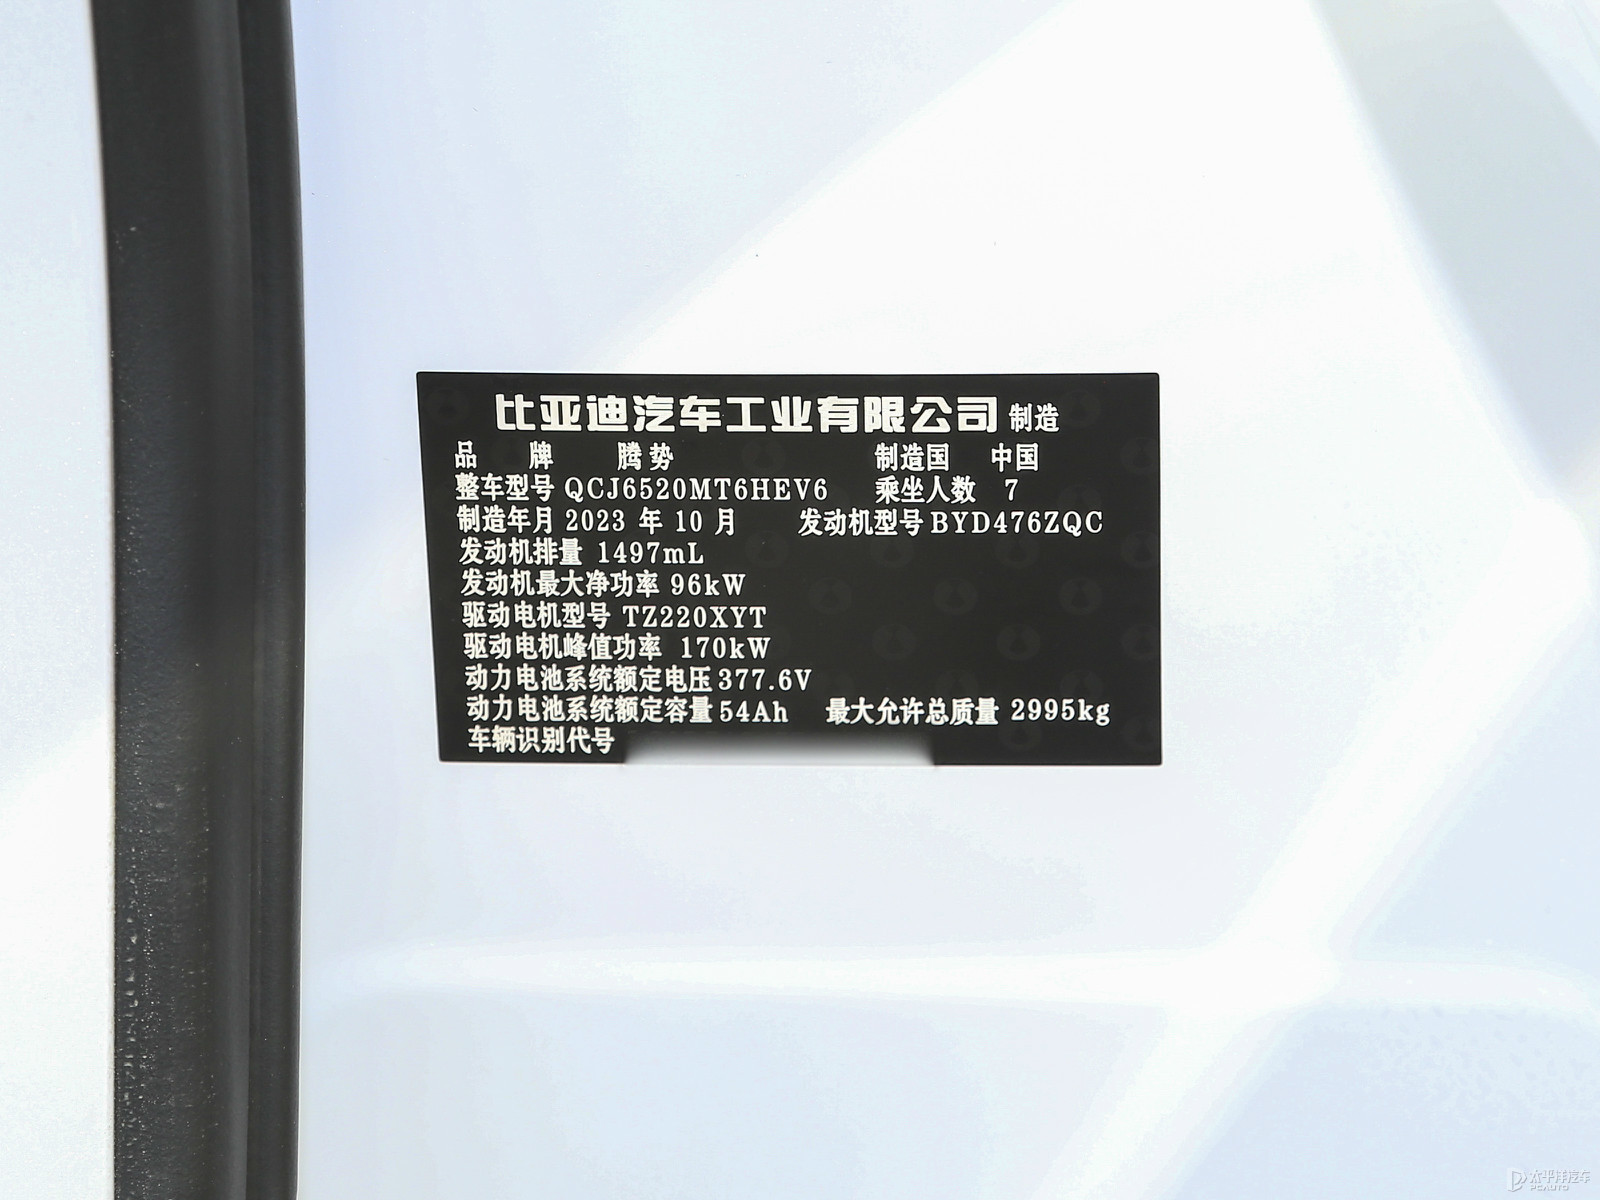 比亚迪汽车工业有限公司 制造
品 牌 腾势 制造国 中国
整车型号 QCJ6520MT6HEV6 乘坐人数 7
制造年月 2023 年 10 月 发动机型号 BYD476ZQC
发动机排量 1497mL
发动机最大净功率 96kW
驱动电机型号 TZ220XYT
驱动电机峰值功率 170kW
动力电池系统额定电压 377.6V
动力电池系统额定容量 54Ah 最大允许总质量 2995kg
车辆识别代号
太平洋汽车
PCAUTO